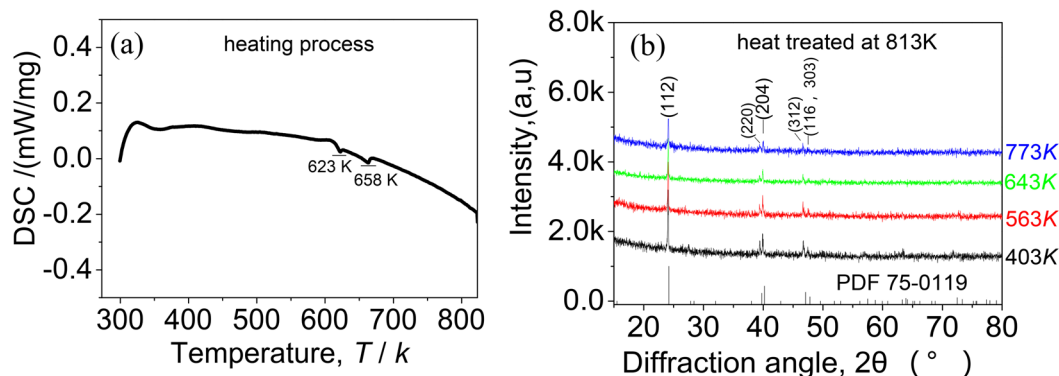 (a)
heating process
DSC /(mW/mg)
0.4
0.2
0.0
-0.2
-0.4
623 K
658 K
300 400 500 600 700 800
Temperature, T / k
(b)
heat treated at 813K
Intensity,(a,u)
8.0k
6.0k
4.0k
2.0k
0.0
(112)
(220)
(204)
(312)
(116 , 303)
773K
643K
563K
403K
PDF 75-0119
20 30 40 50 60 70 80
Diffraction angle, 2θ ( ° )